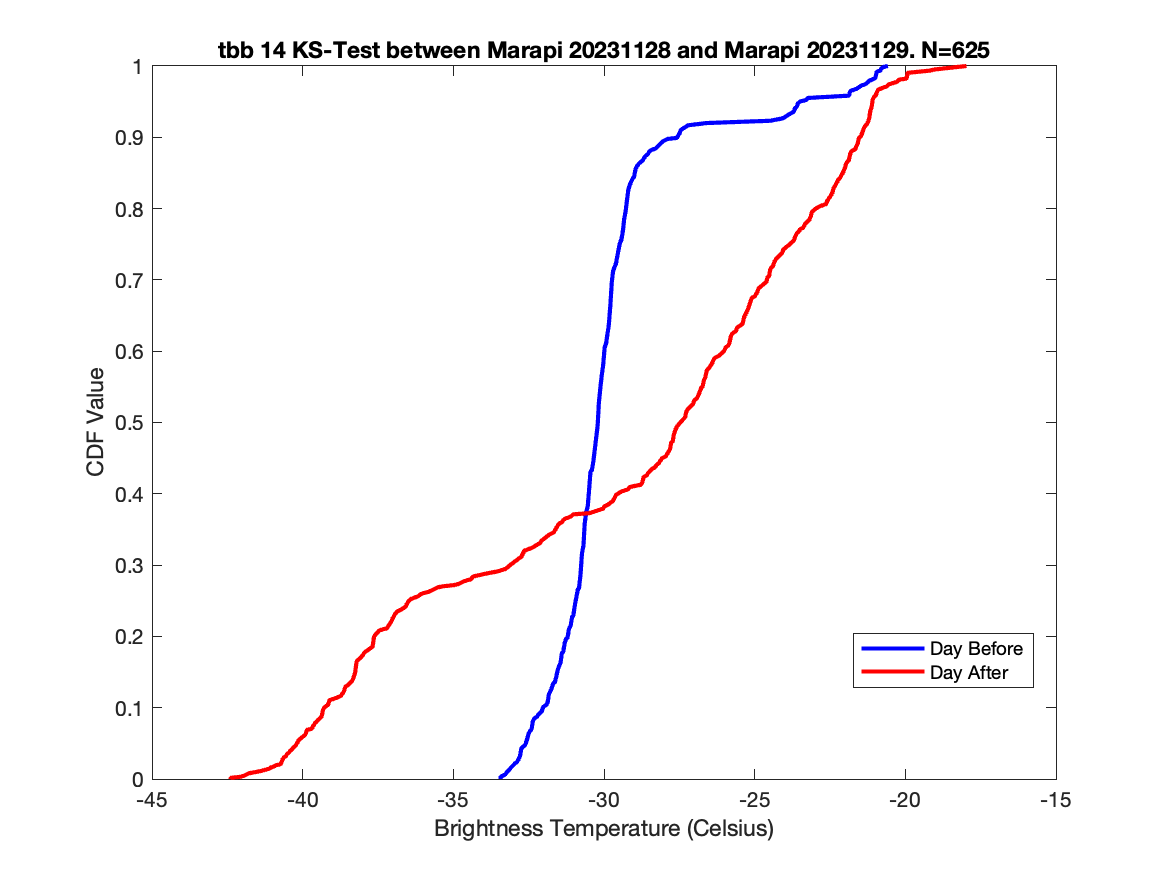 tbb 14 KS-Test between Marapi 20231128 and Marapi 20231129. N=625
1
0.9
0.8
0.7
0.6
0.5
0.4
0.3
0.2
0.1
0
CDF Value
Day Before
Day After
-45 -40 -35 -30 -25 -20 -15
Brightness Temperature (Celsius)